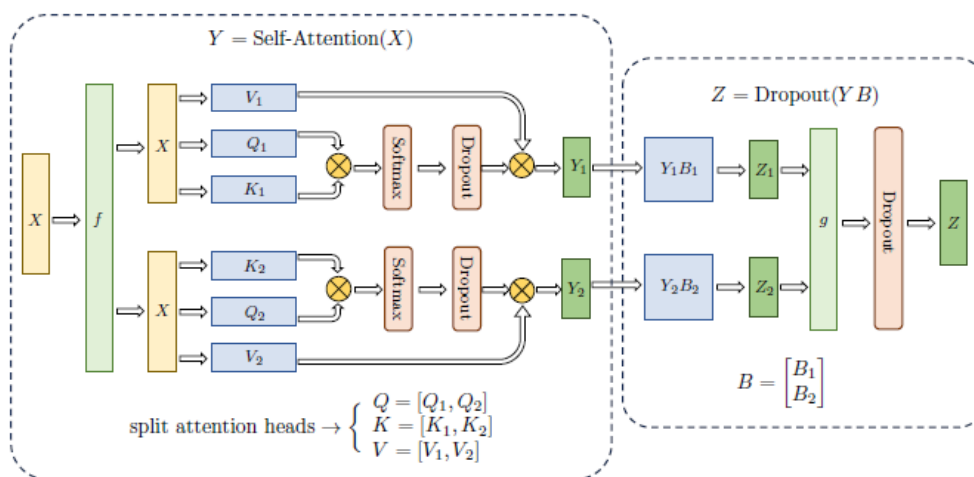 Y = Self-Attention(X)
Z = Dropout(Y B)
X
f
X
V₁
Q₁
K₁
Softmax
Dropout
Y₁
Y₁B₁
Z₁
X
K₂
Q₂
V₂
Softmax
Dropout
Y₂
Y₂B₂
Z₂
g
Dropout
Z
split attention heads → { Q = [Q₁, Q₂]
K = [K₁, K₂]
V = [V₁, V₂]
B = [B₁
B₂]